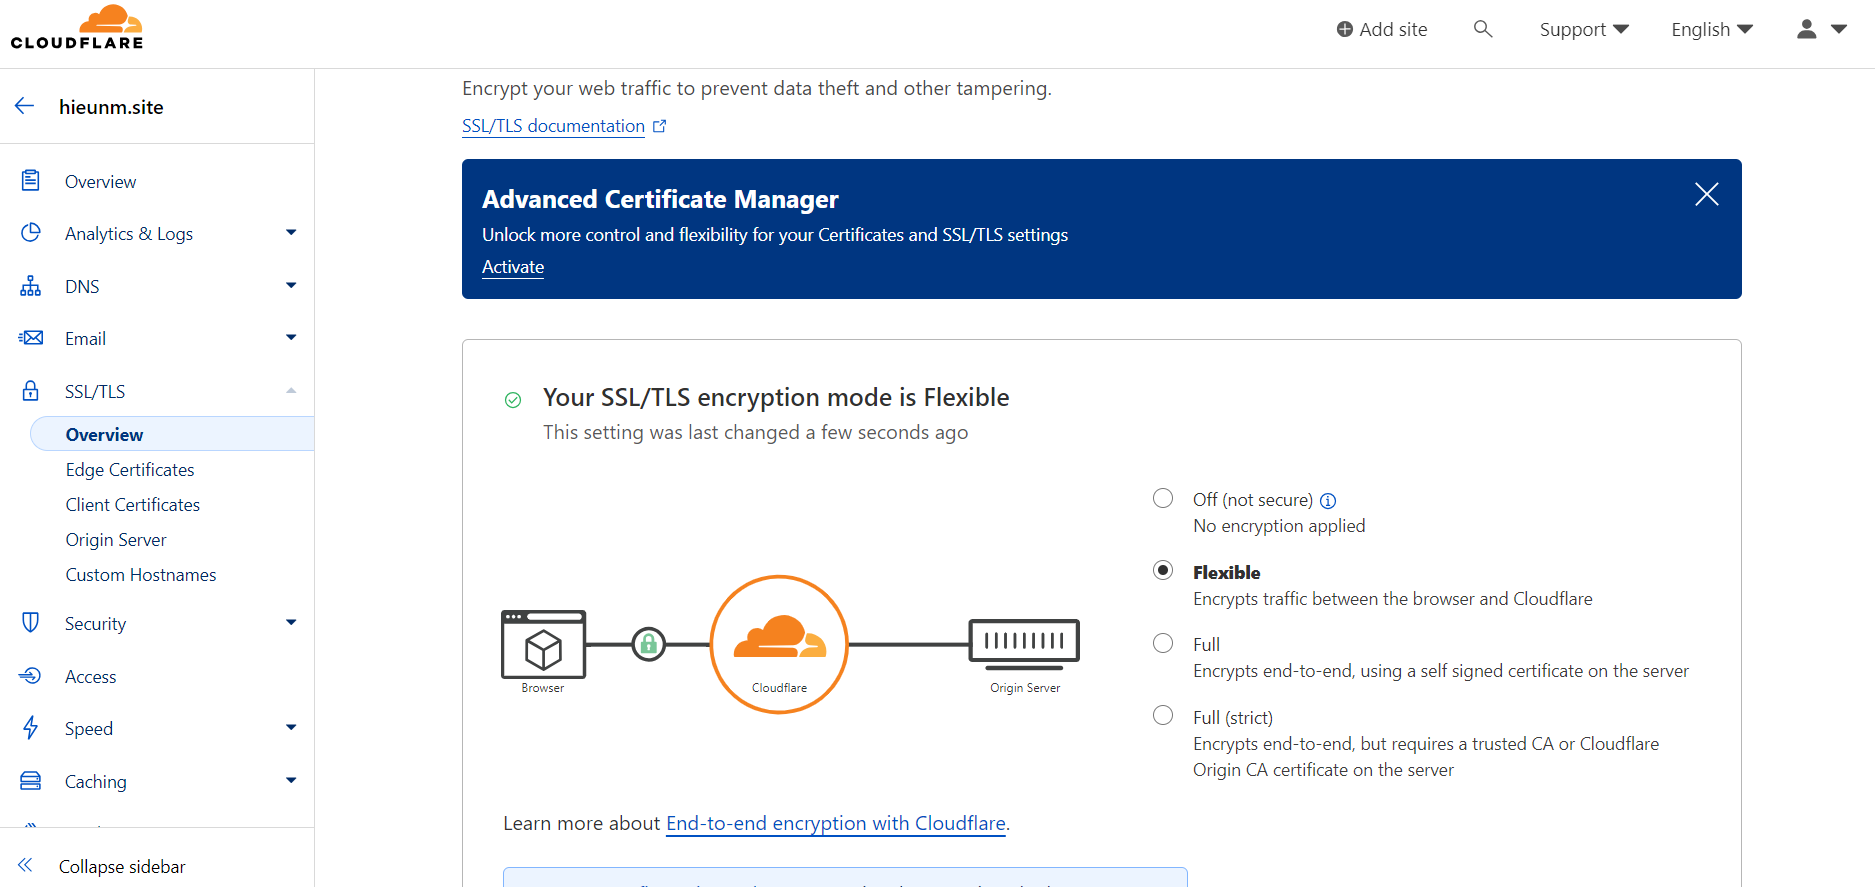 CLOUDFLARE
Add site
Support
English
hieunm.site
Overview
Analytics & Logs
DNS
Email
SSL/TLS
Overview
Edge Certificates
Client Certificates
Origin Server
Custom Hostnames
Security
Access
Speed
Caching
Collapse sidebar
Encrypt your web traffic to prevent data theft and other tampering.
SSL/TLS documentation
Advanced Certificate Manager
Unlock more control and flexibility for your Certificates and SSL/TLS settings
Activate
Your SSL/TLS encryption mode is Flexible
This setting was last changed a few seconds ago
Browser
Cloudflare
Origin Server
Off (not secure)
No encryption applied
Flexible
Encrypts traffic between the browser and Cloudflare
Full
Encrypts end-to-end, using a self signed certificate on the server
Full (strict)
Encrypts end-to-end, but requires a trusted CA or Cloudflare
Origin CA certificate on the server
Learn more about End-to-end encryption with Cloudflare.